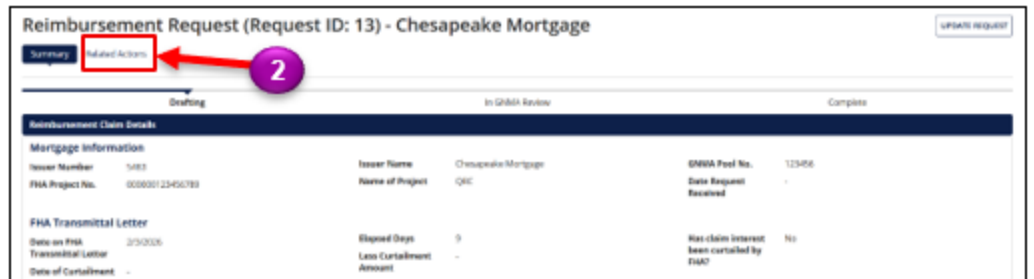 Reimbursement Request (Request ID: 13) - Chesapeake Mortgage
UPDATE REQUEST
Summary Related Actions
2
Drafting In GNMA Review Complete
Reimbursement Claim Details
Mortgage Information
Issuer Number 5483 Issuer Name Chesapeake Mortgage GNMA Pool No. 123456
FHA Project No. 000000123456789 Name of Project QRC Date Request Received -
FHA Transmittal Letter
Date on FHA Transmittal Letter 2/3/2026 Elapsed Days 9 Has claim interest been curtailed by FHA? No
Date of Curtailment - Less Curtailment Amount -